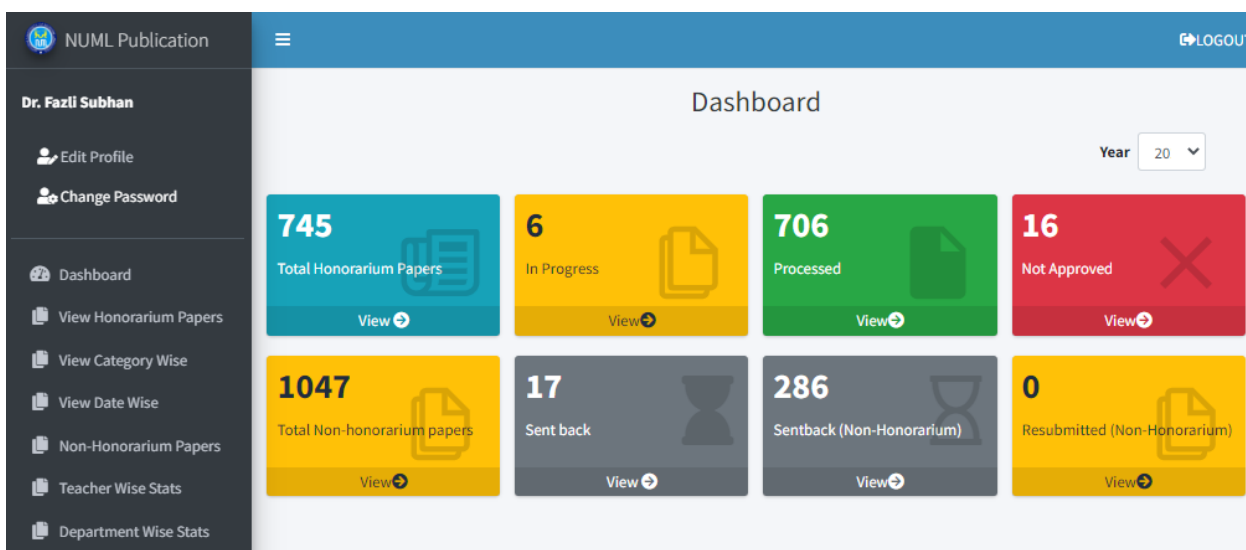 NUML Publication
LOGOUT
Dr. Fazli Subhan
Edit Profile
Change Password
Dashboard
View Honorarium Papers
View Category Wise
View Date Wise
Non-Honorarium Papers
Teacher Wise Stats
Department Wise Stats
Dashboard
Year 20
745
Total Honorarium Papers
View
6
In Progress
View
706
Processed
View
16
Not Approved
View
1047
Total Non-honorarium papers
View
17
Sent back
View
286
Sentback (Non-Honorarium)
View
0
Resubmitted (Non-Honorarium)
View